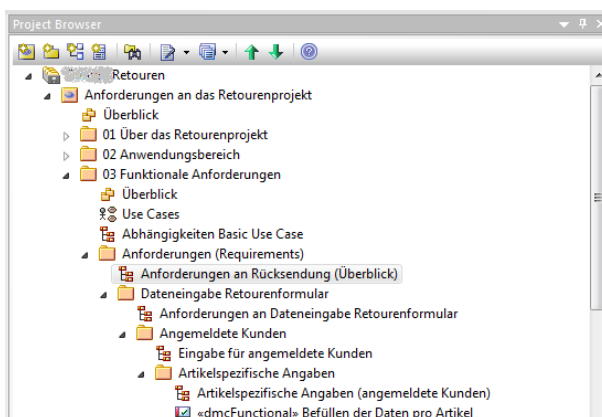 Project Browser
Retouren
Anforderungen an das Retourenprojekt
Überblick
01 Über das Retourenprojekt
02 Anwendungsbereich
03 Funktionale Anforderungen
Überblick
Use Cases
Abhängigkeiten Basic Use Case
Anforderungen (Requirements)
Anforderungen an Rücksendung (Überblick)
Dateneingabe Retourenformular
Anforderungen an Dateneingabe Retourenformular
Angemeldete Kunden
Eingabe für angemeldete Kunden
Artikelspezifische Angaben
Artikelspezifische Angaben (angemeldete Kunden)
«dmcFunctional» Befüllen der Daten pro Artikel